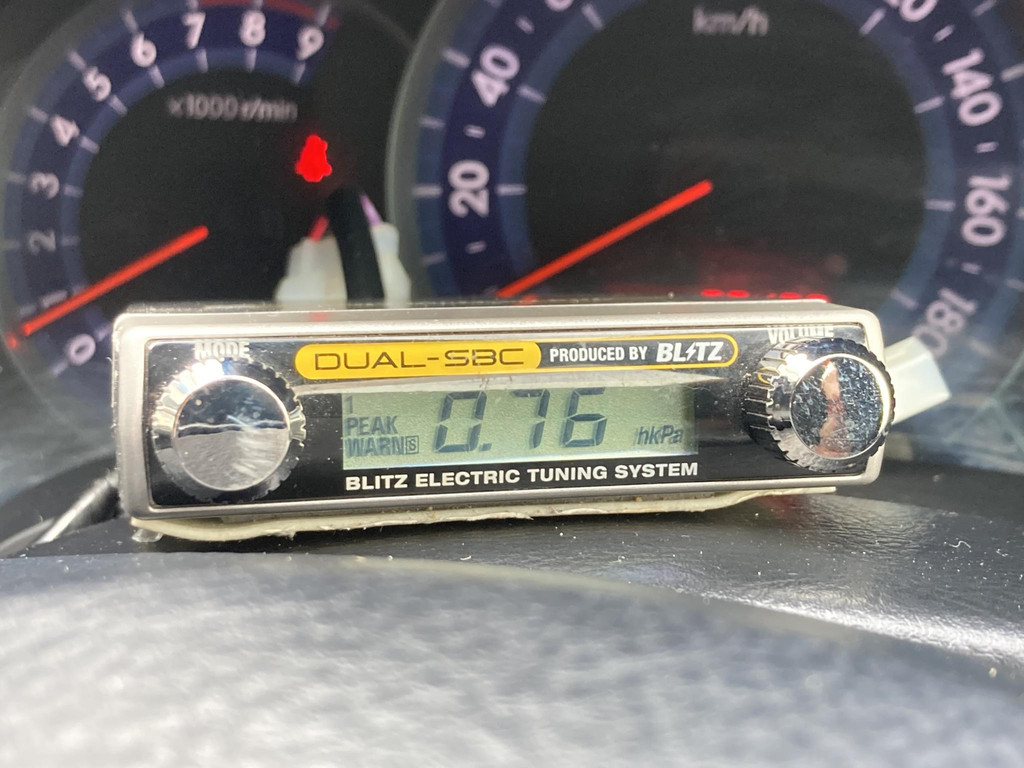 0
1
2
3
4
5
6
7
8
9
×1000 r/min
20
40
km/h
140
160
180
MODE
DUAL-SBC PRODUCED BY BLITZ
VOLUME
1
PEAK
WARN S
0.76 hkPa
BLITZ ELECTRIC TUNING SYSTEM